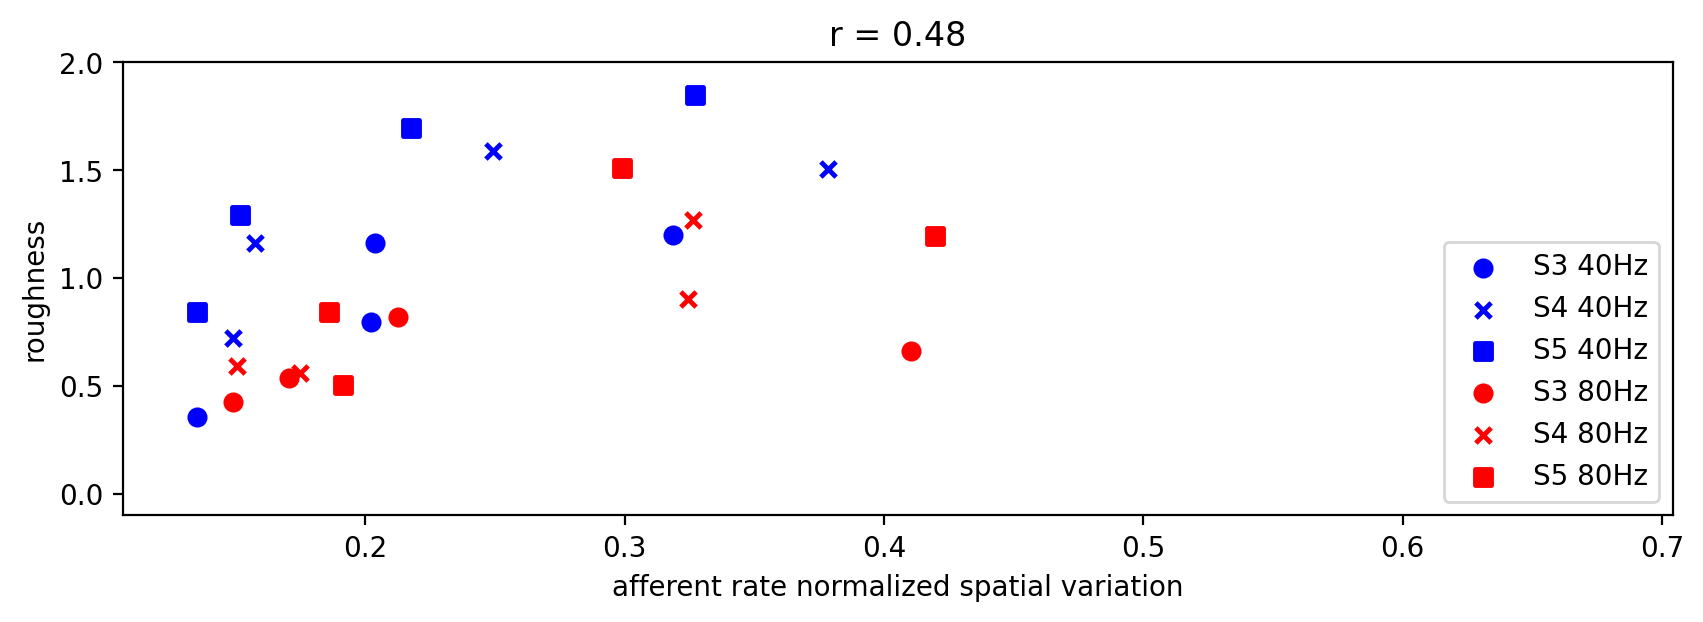 r = 0.48
2.0
1.5
1.0
0.5
0.0
roughness
0.2 0.3 0.4 0.5 0.6 0.7
afferent rate normalized spatial variation
S3 40Hz
S4 40Hz
S5 40Hz
S3 80Hz
S4 80Hz
S5 80Hz